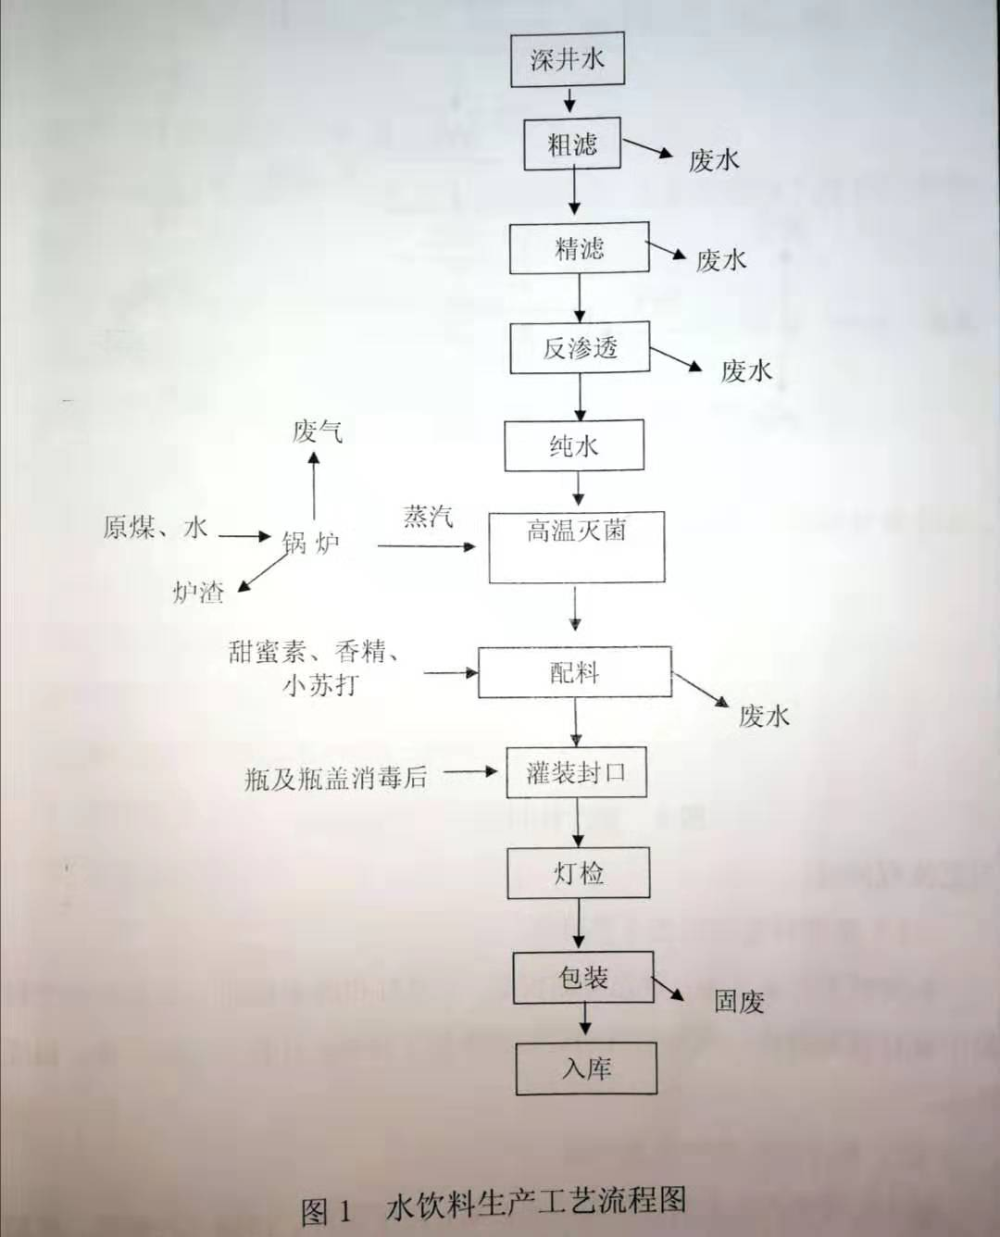 深井水
粗滤
废水
精滤
废水
反渗透
废水
纯水
废气
原煤、水
锅炉
蒸汽
高温灭菌
炉渣
甜蜜素、香精、
小苏打
配料
废水
瓶及瓶盖消毒后
灌装封口
灯检
包装
固废
入库
图1 水饮料生产工艺流程图